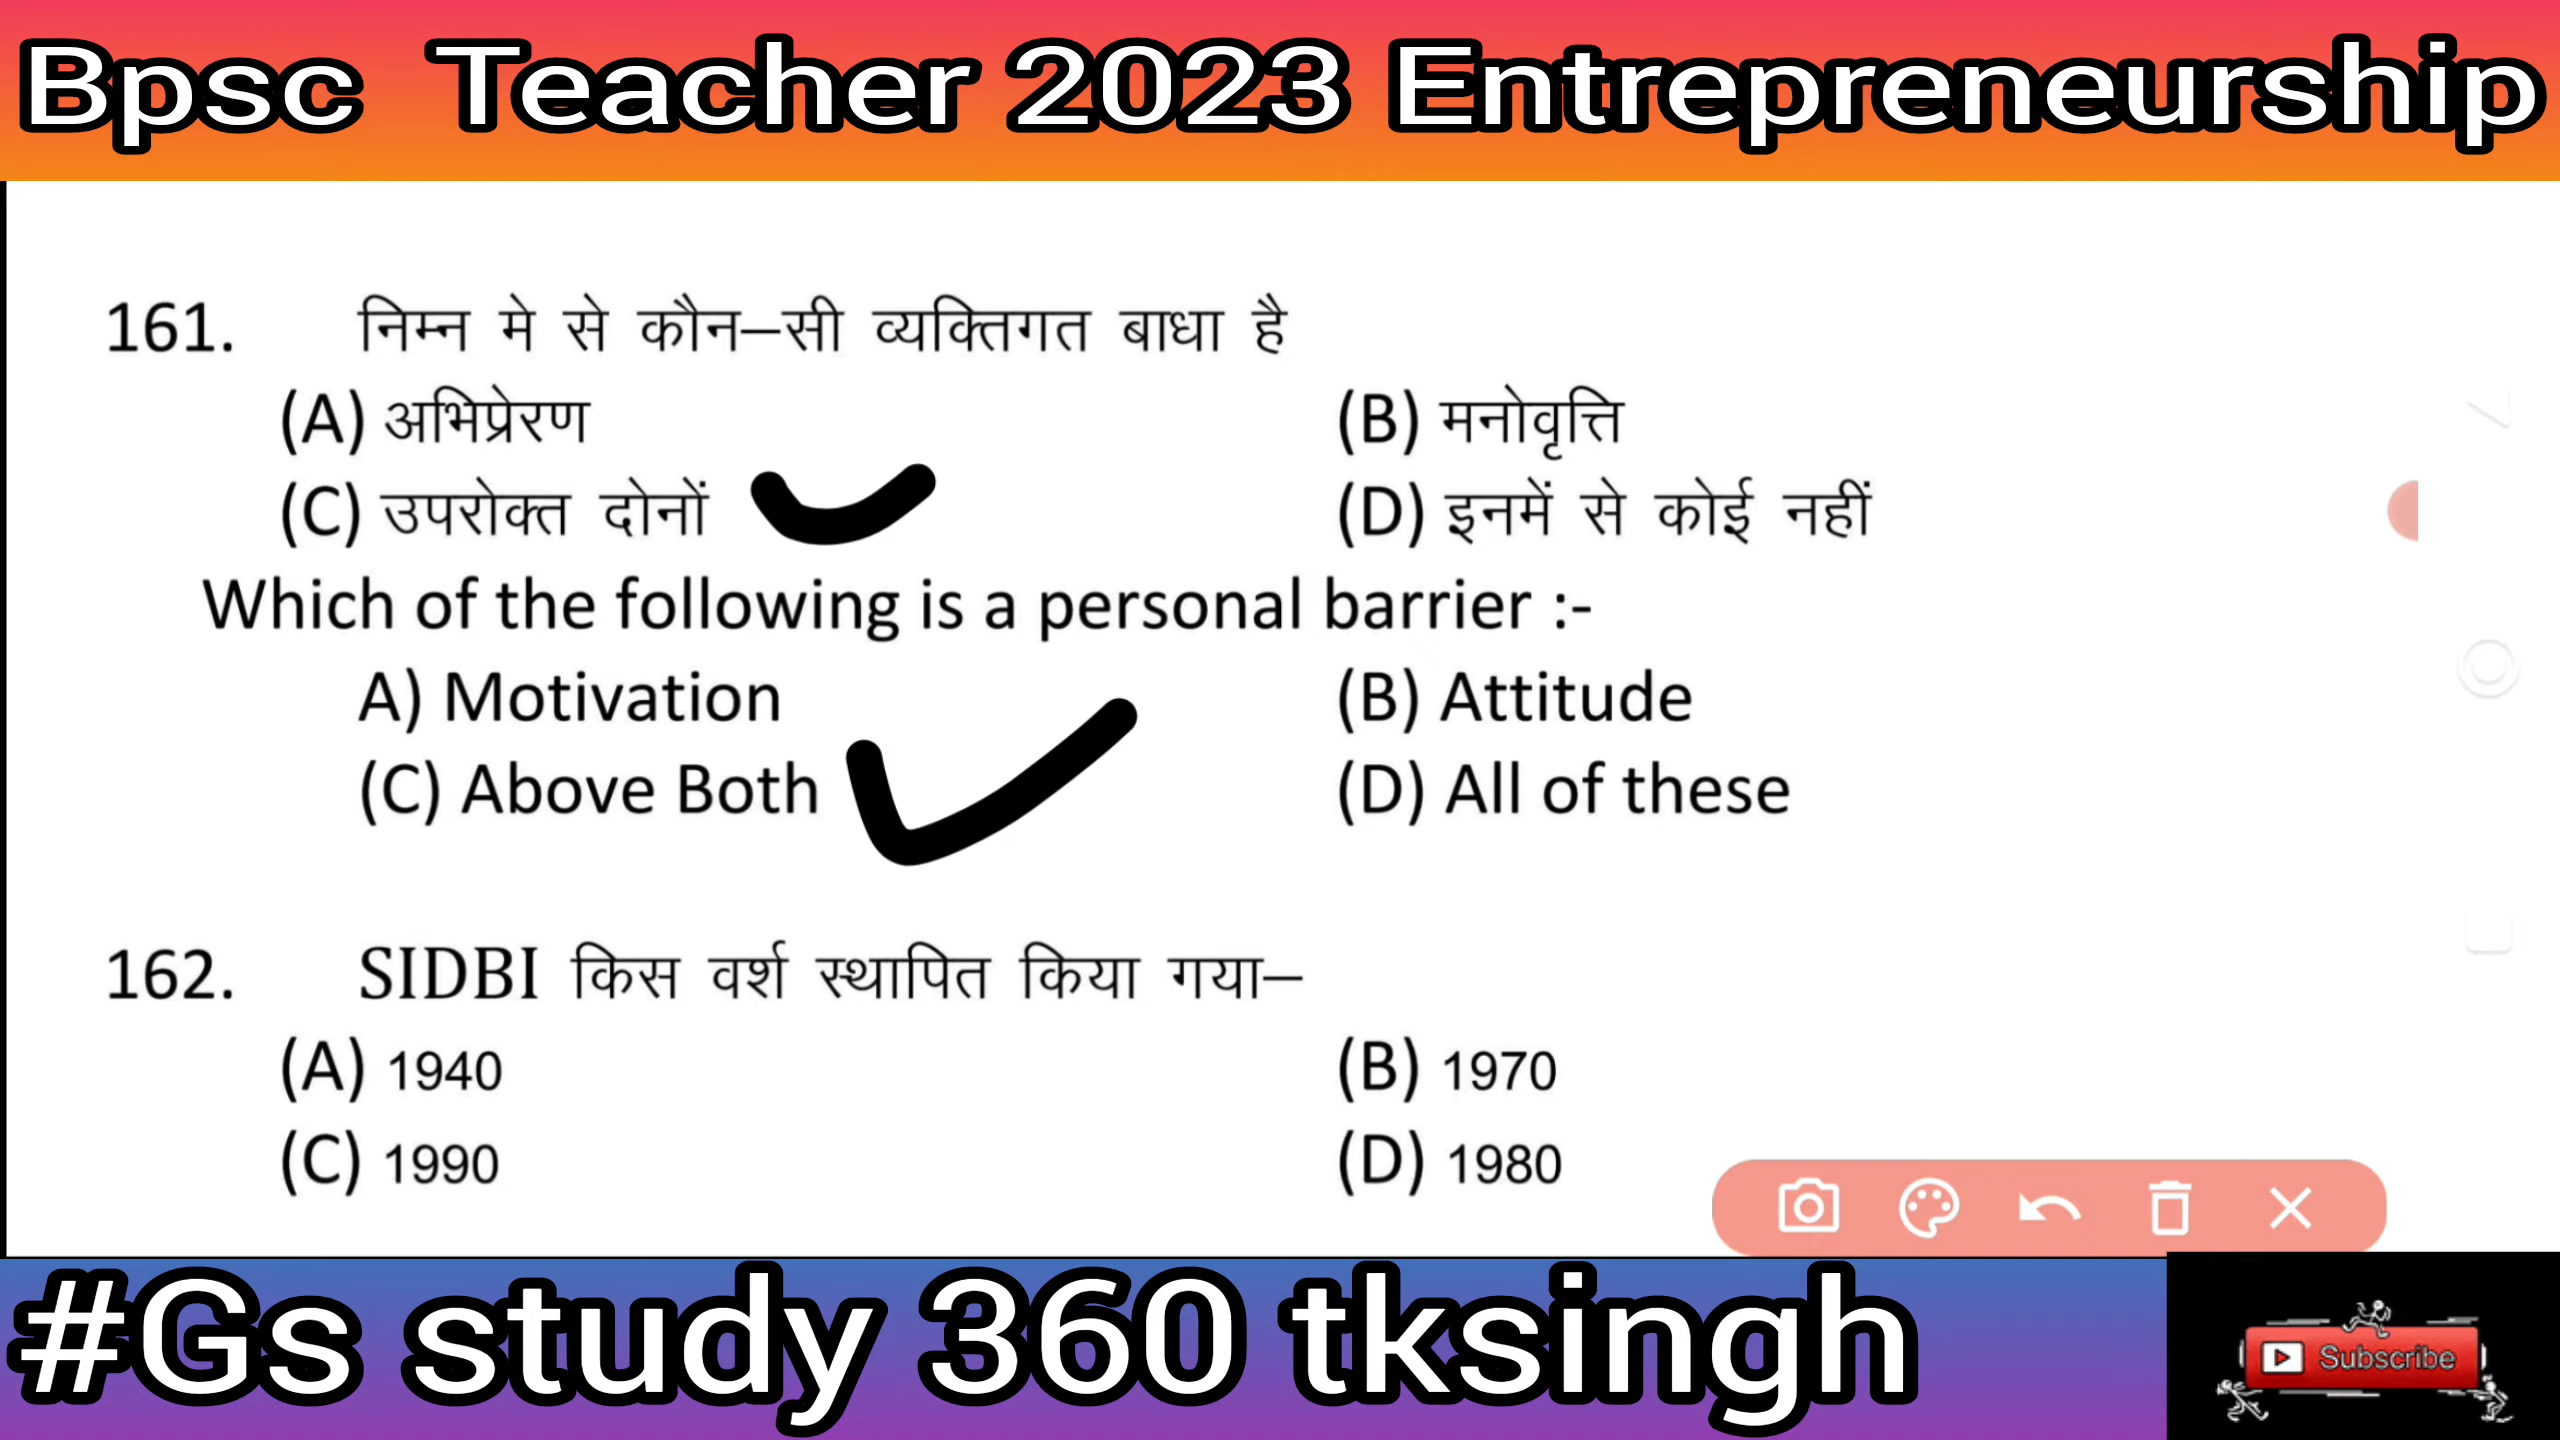 Bpsc Teacher 2023 Entrepreneurship
161. निम्न मे से कौन–सी व्यक्तिगत बाधा है
(A) अभिप्रेरण (B) मनोवृत्ति
(C) उपरोक्त दोनों (D) इनमें से कोई नहीं
Which of the following is a personal barrier :-
A) Motivation (B) Attitude
(C) Above Both (D) All of these
162. SIDBI किस वर्श स्थापित किया गया–
(A) 1940 (B) 1970
(C) 1990 (D) 1980
#Gs study 360 tksingh
Subscribe